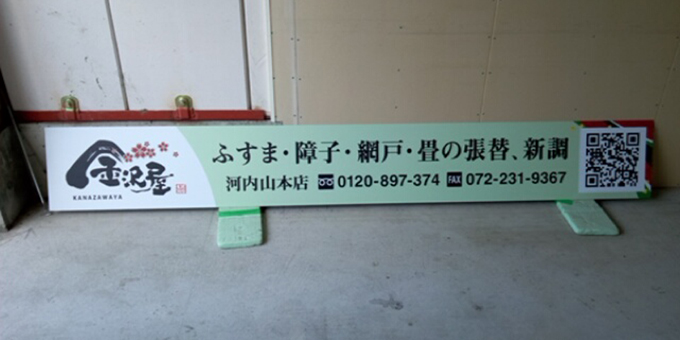 金沢屋
KANAZAWAYA
ふすま・障子・網戸・畳の張替、新調
河内山本店 0120-897-374 FAX 072-231-9367